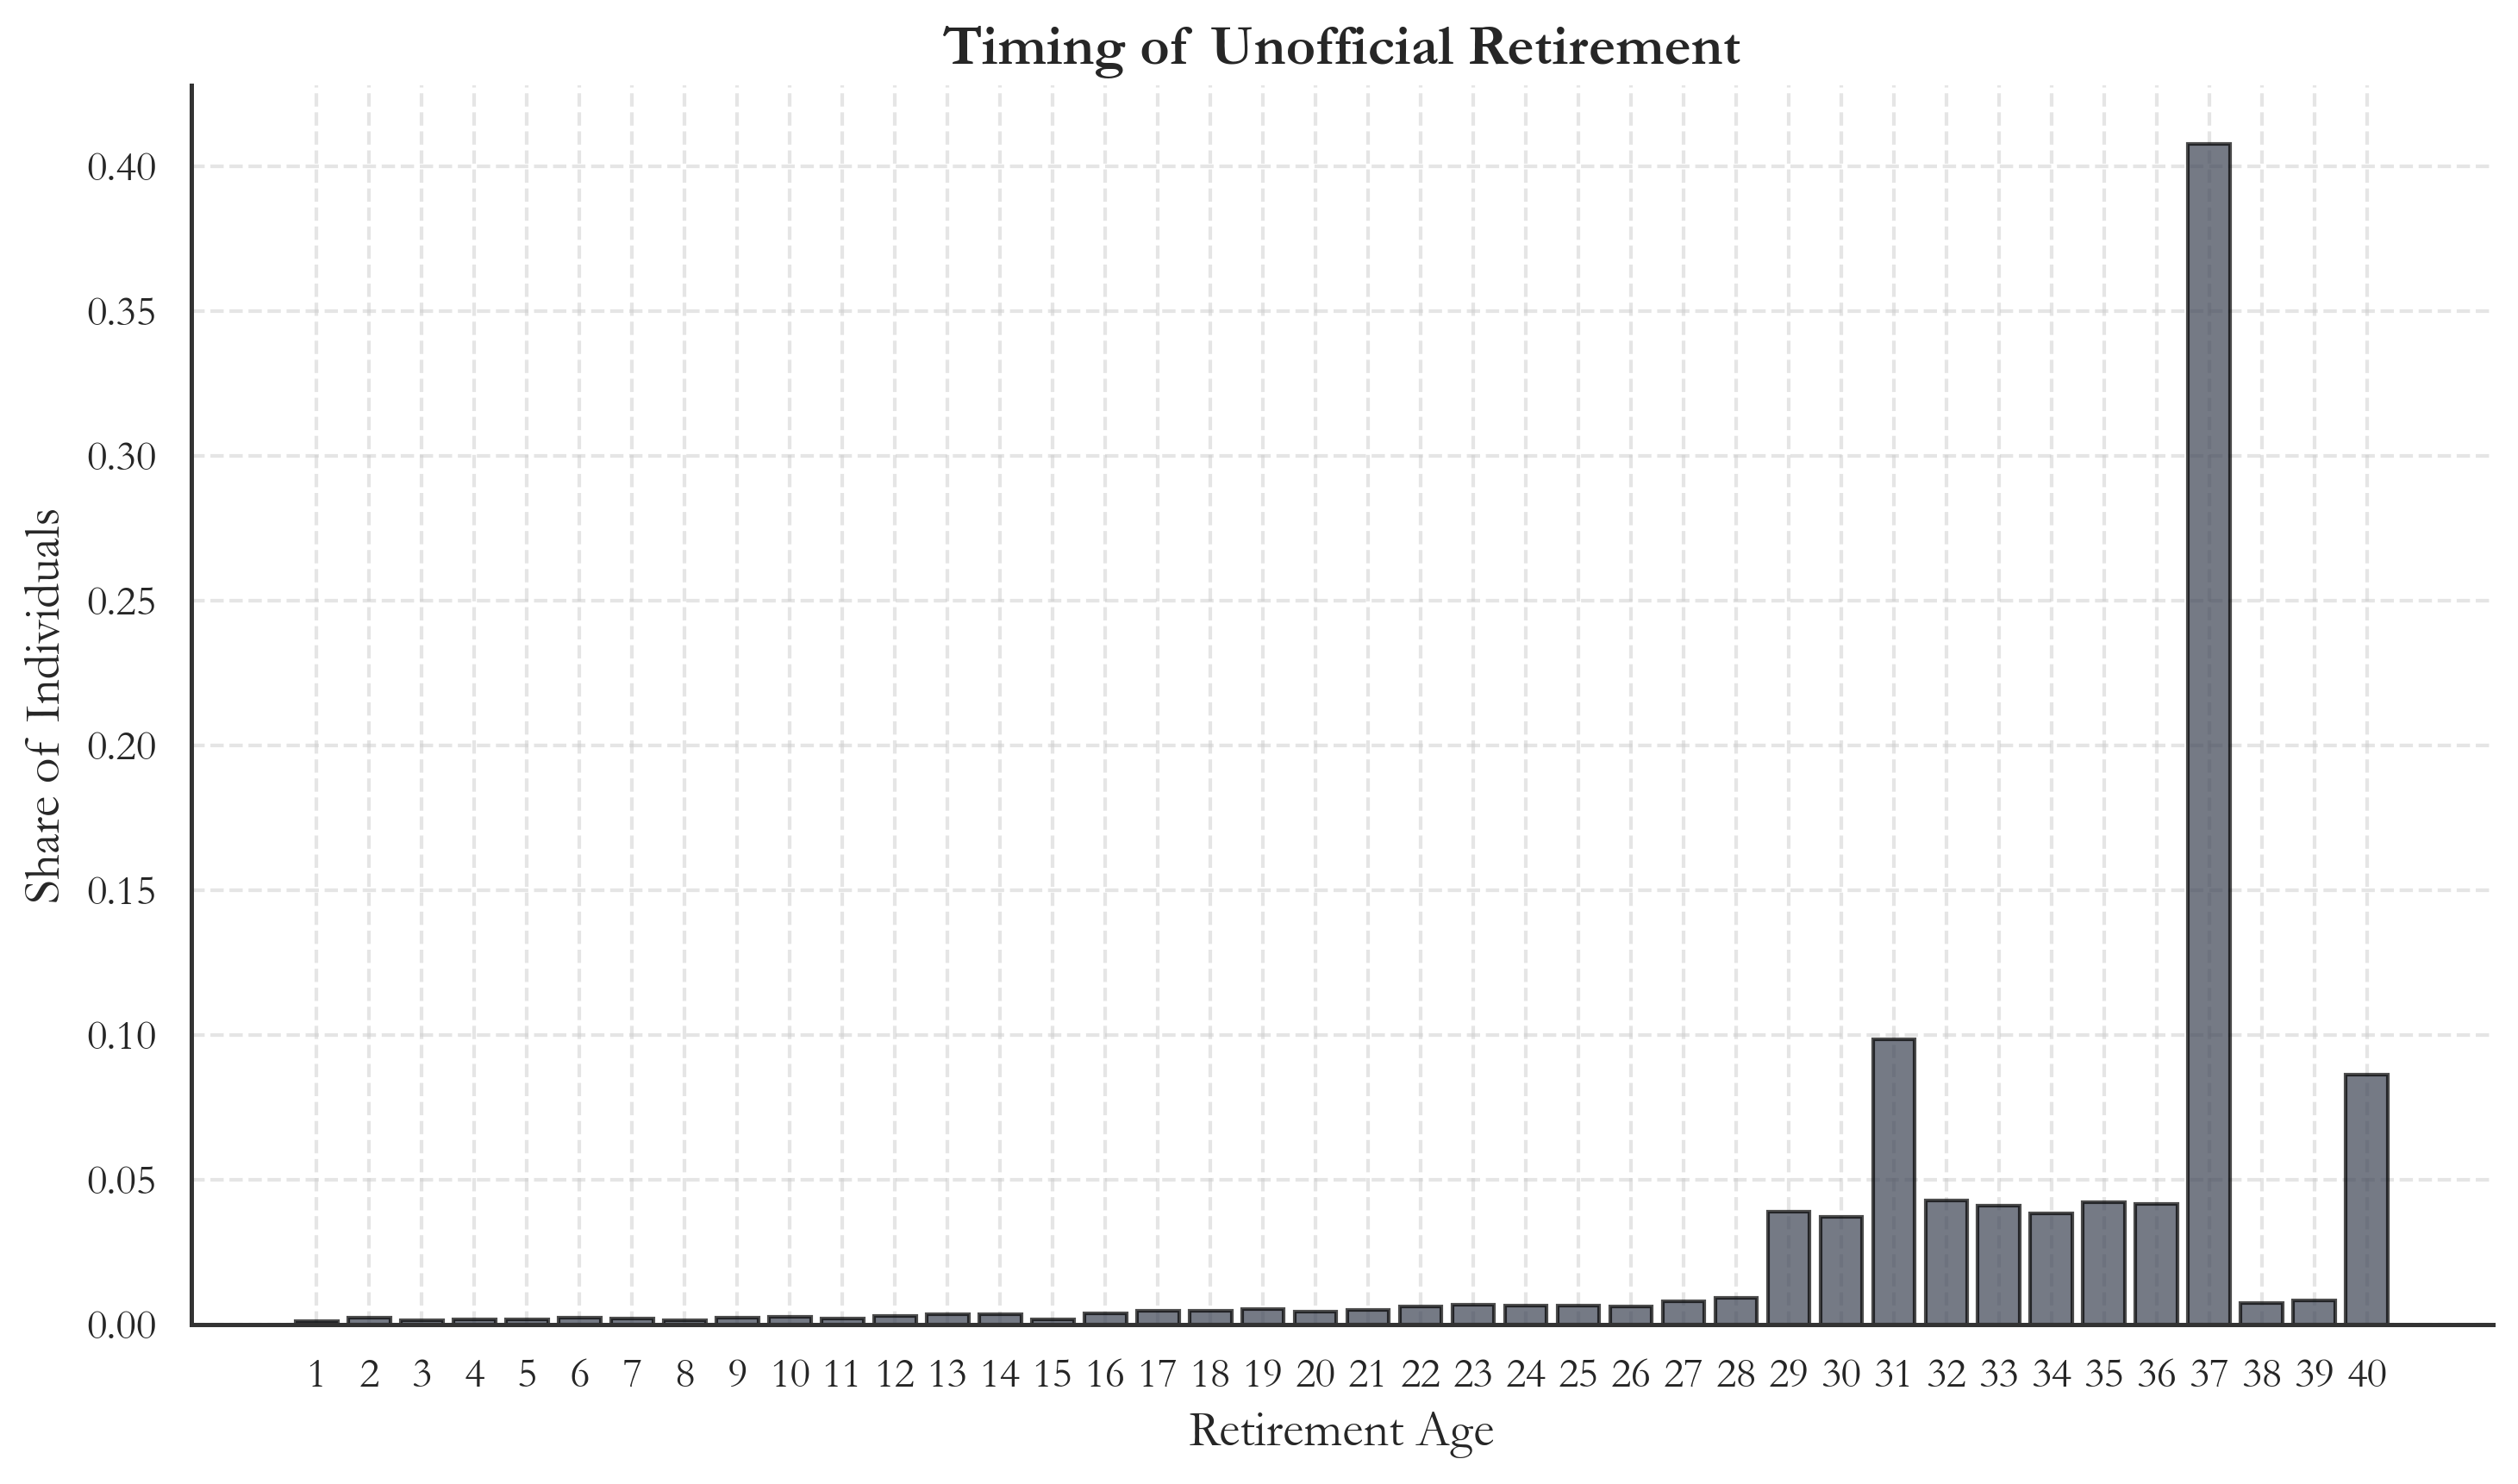 Timing of Unofficial Retirement
Share of Individuals
0.40
0.35
0.30
0.25
0.20
0.15
0.10
0.05
0.00
1 2 3 4 5 6 7 8 9 10 11 12 13 14 15 16 17 18 19 20 21 22 23 24 25 26 27 28 29 30 31 32 33 34 35 36 37 38 39 40
Retirement Age